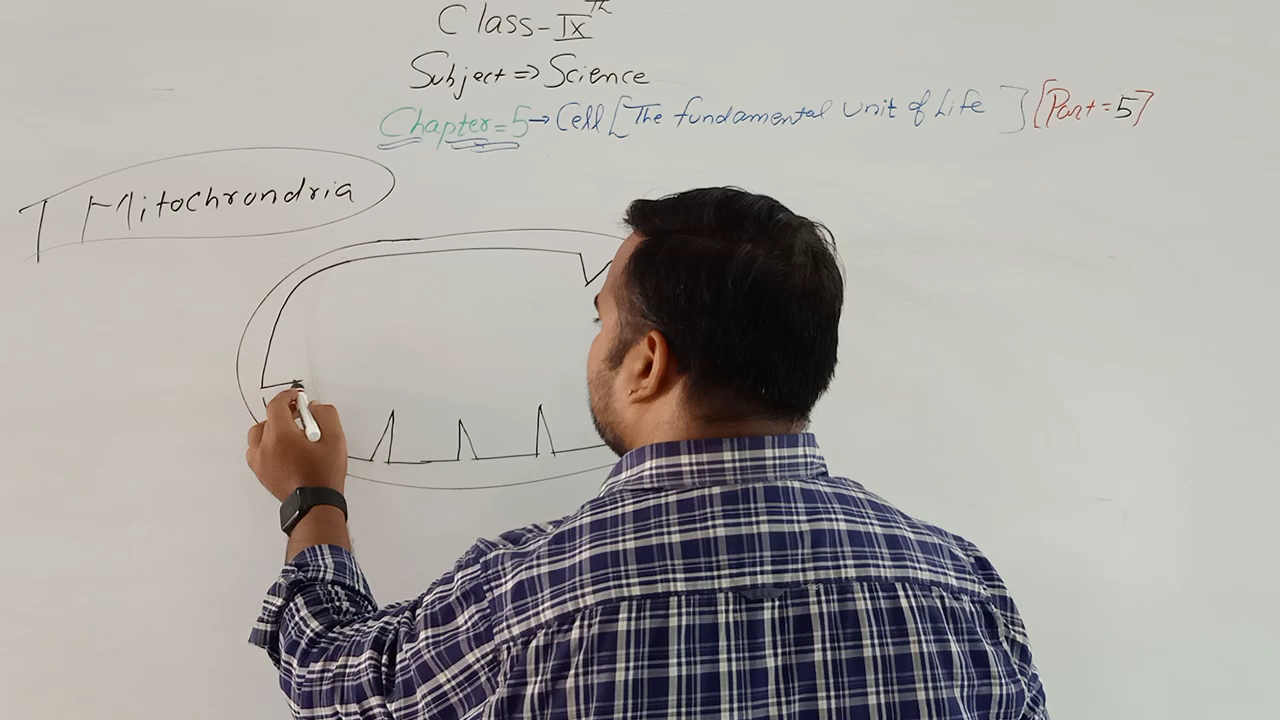 Class-IXTh
Subject⇒Science
Chapter=5→Cell[The fundamental Unit of Life][Part=5]
Mitochrondria